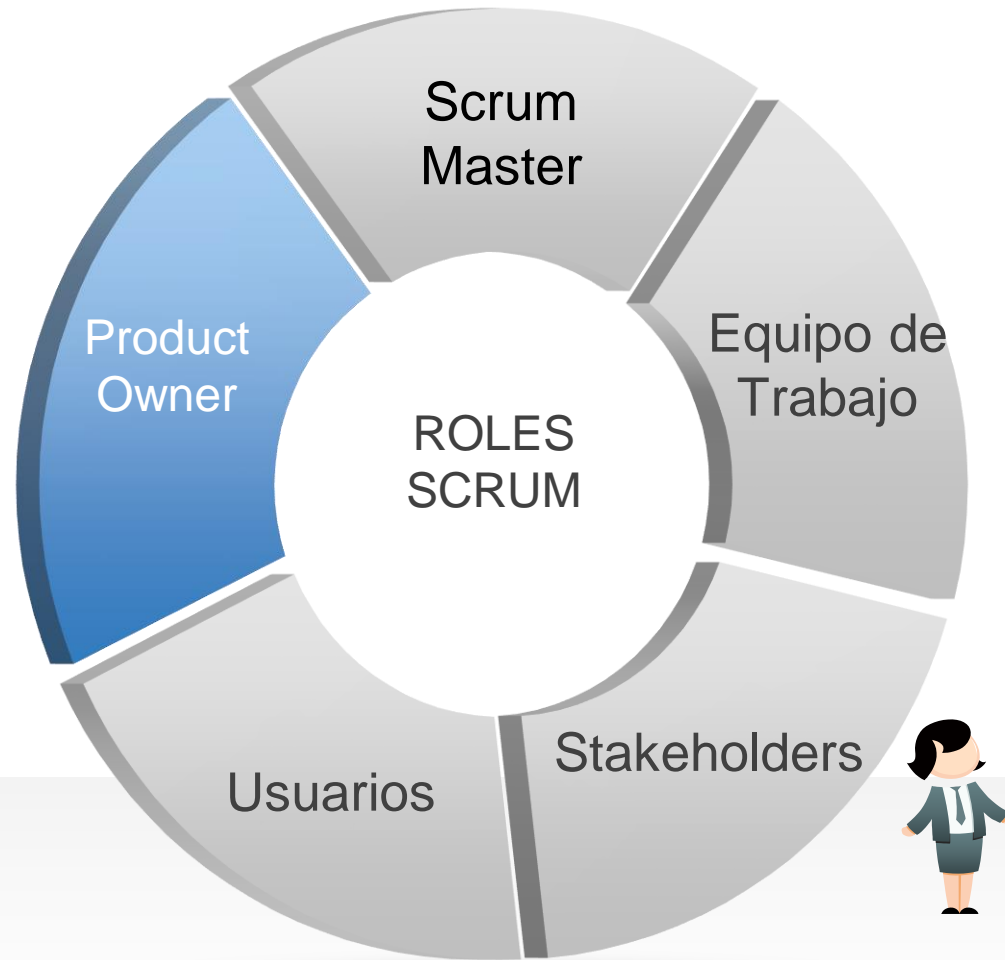 Scrum
Master
Product
Owner
Equipo de
Trabajo
ROLES
SCRUM
Stakeholders
Usuarios